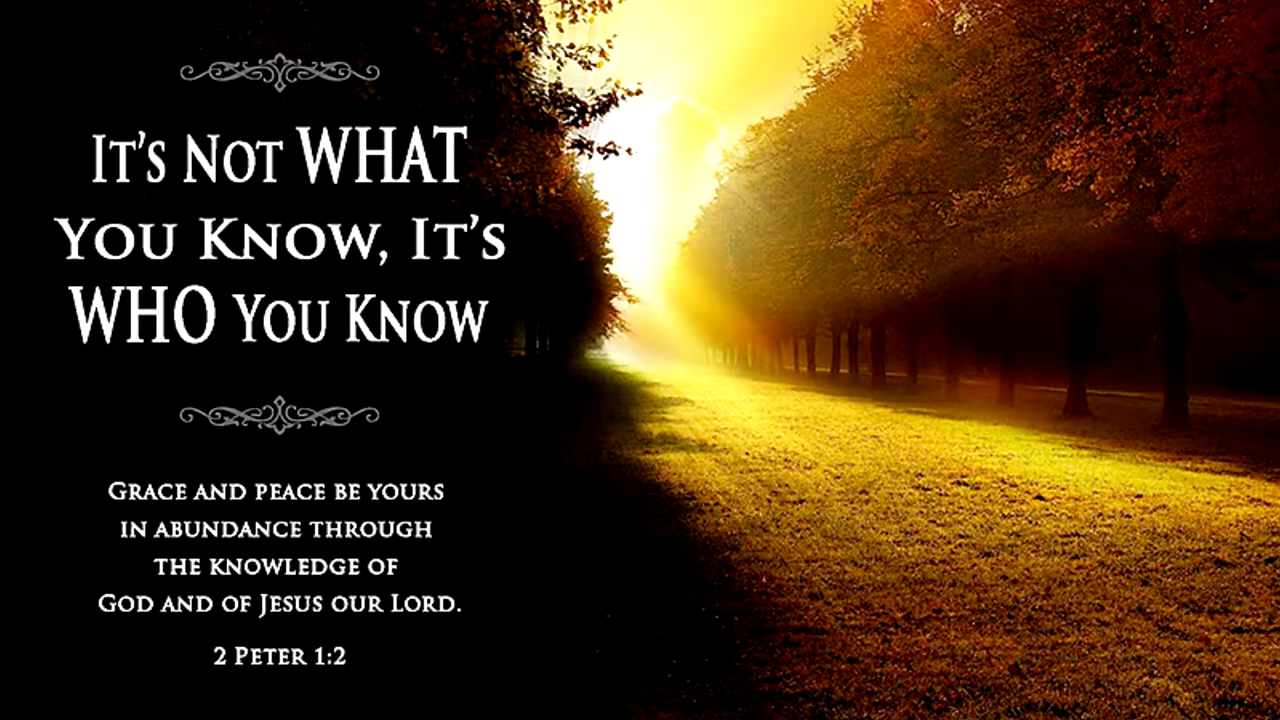 It's Not WHAT
You Know, It's
WHO You Know
Grace and peace be yours
in abundance through
the knowledge of
God and of Jesus our Lord.
2 Peter 1:2